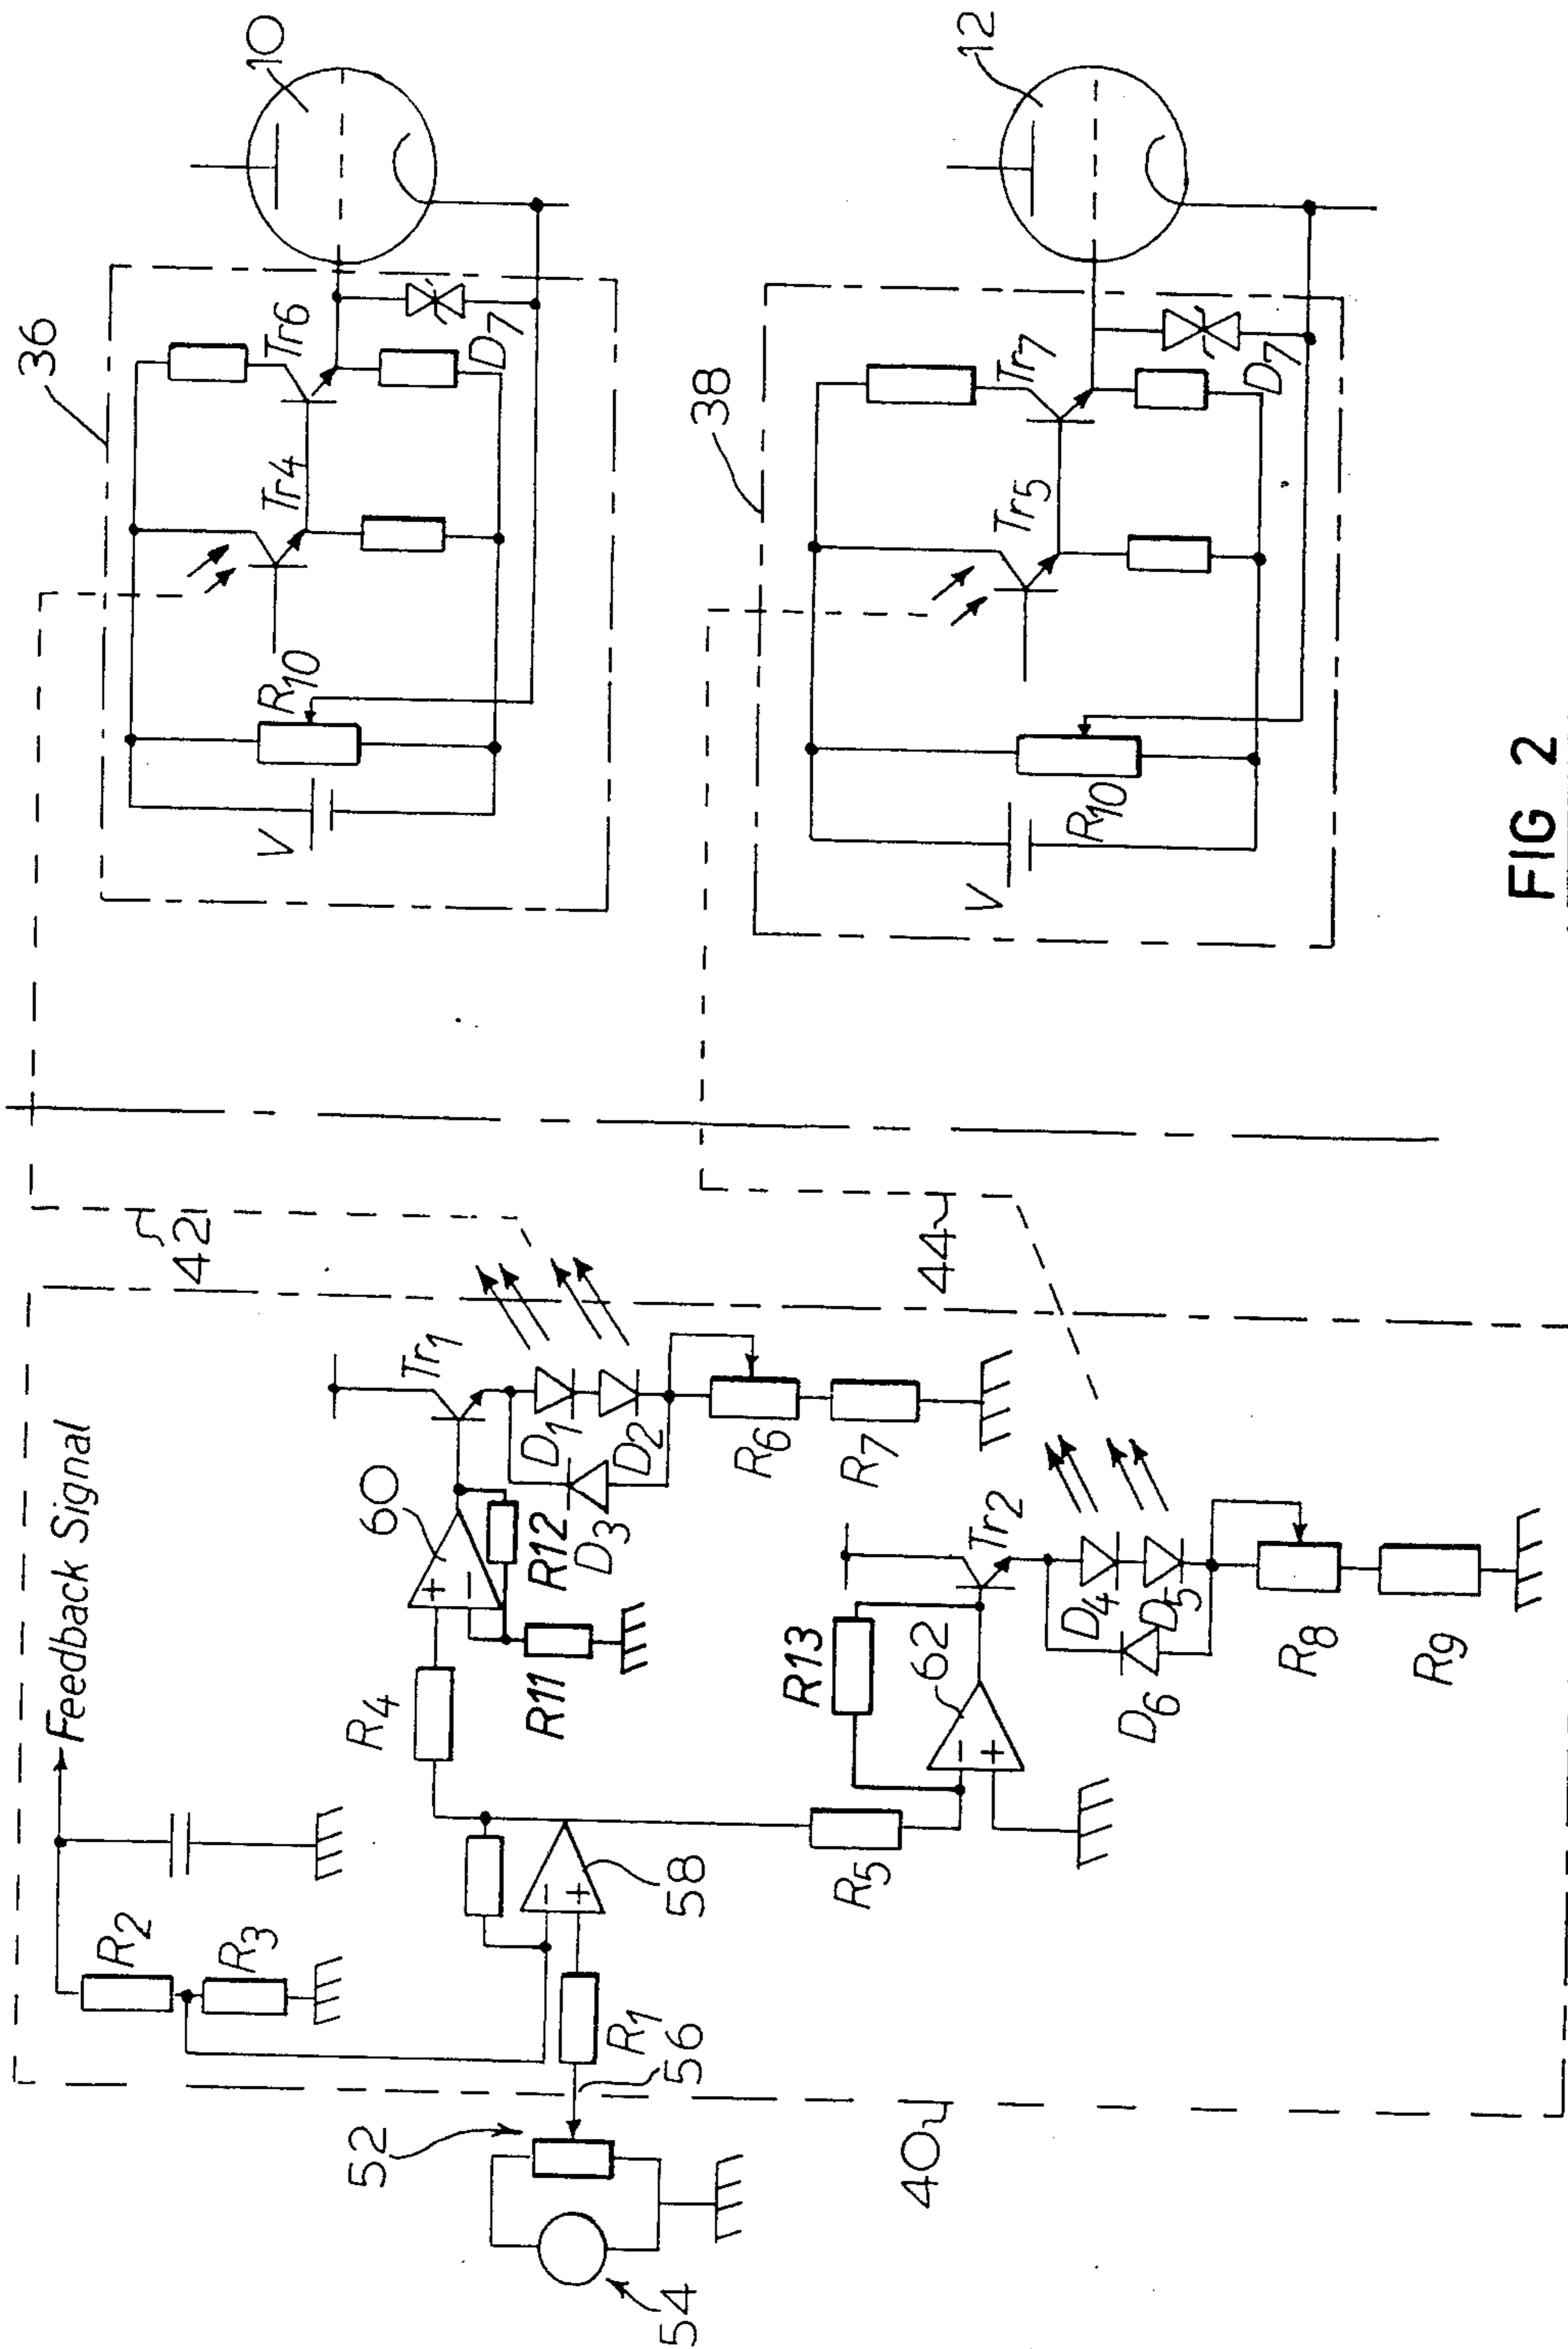 36
10
Tr6
Tr4
R10
V
D7
38
12
Tr7
Tr5
R10
V
D7
42
44
Feedback Signal
R2
R3
R4
60
+
−
R11
R12
Tr1
D1
D2
D3
R6
R7
52
54
56
R1
58
−
+
R5
R13
62
−
+
Tr2
D4
D5
D6
R8
R9
40
FIG 2